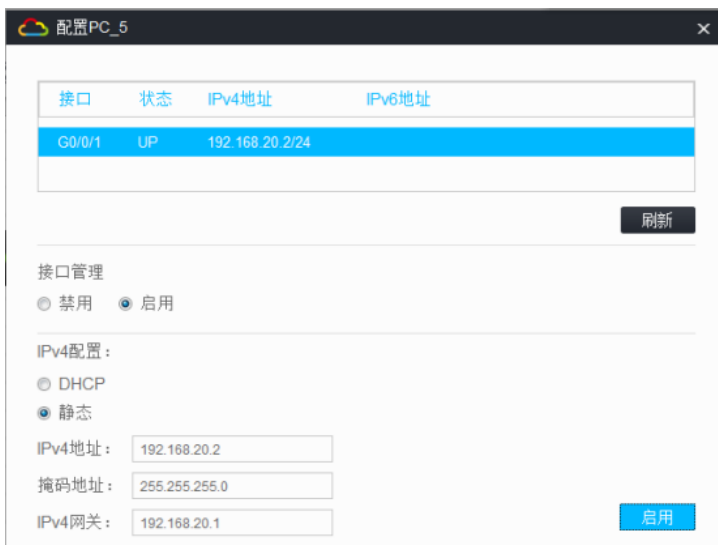 配置PC_5
接口 状态 IPv4地址 IPv6地址
G0/0/1 UP 192.168.20.2/24
刷新
接口管理
禁用 启用
IPv4配置：
DHCP
静态
IPv4地址： 192.168.20.2
掩码地址： 255.255.255.0
IPv4网关： 192.168.20.1
启用